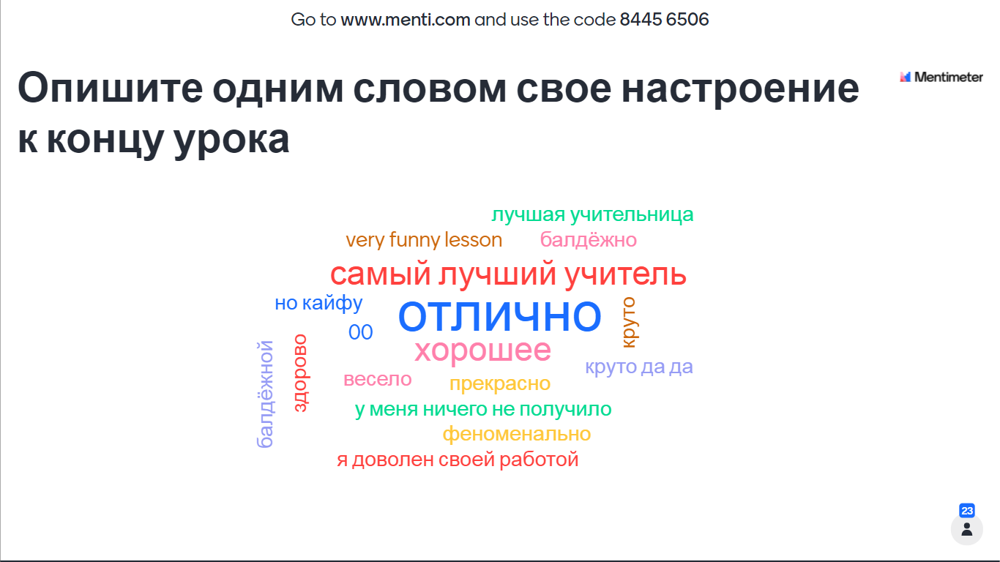 Go to www.menti.com and use the code 8445 6506
Опишите одним словом свое настроение
к концу урока
Mentimeter
лучшая учительница
very funny lesson
балдёжно
самый лучший учитель
но кайфу
отлично
круто
00
хорошее
балдёжной
здорово
круто да да
весело
прекрасно
у меня ничего не получило
феноменально
я доволен своей работой
23